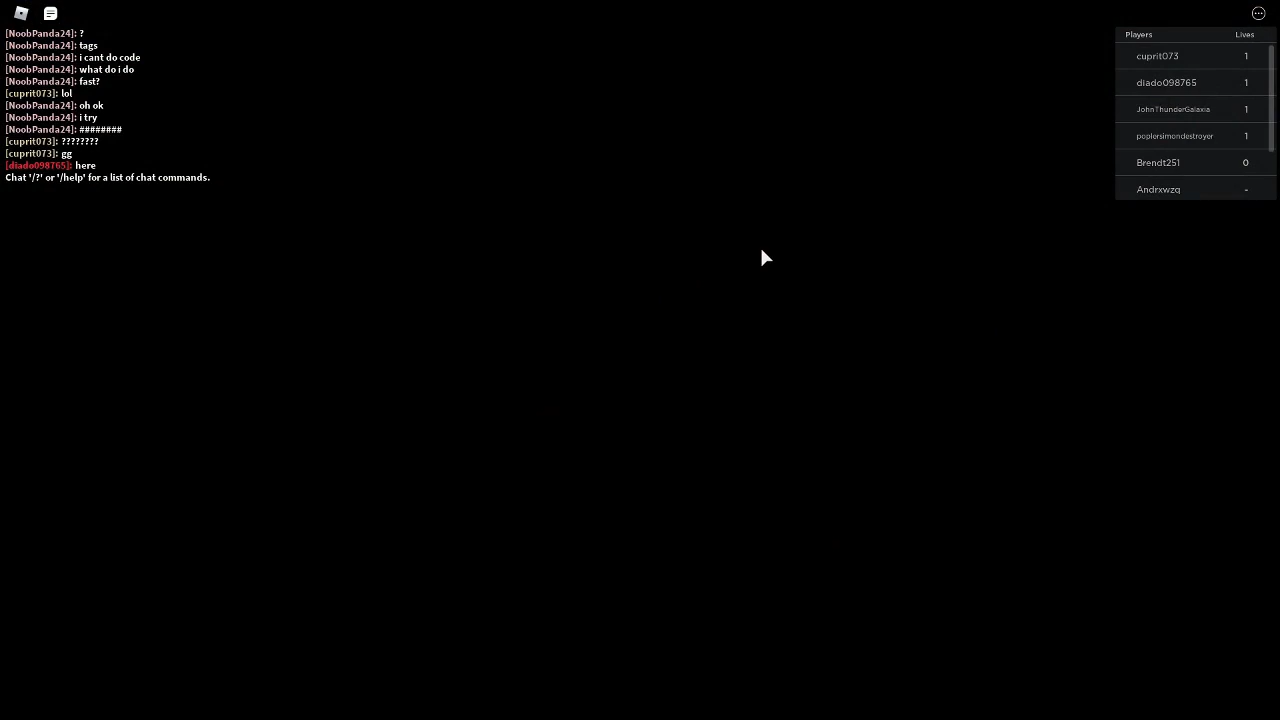 [NoobPanda24]: ?
[NoobPanda24]: tags
[NoobPanda24]: i cant do code
[NoobPanda24]: what do i do
[NoobPanda24]: fast?
[cuprit073]: lol
[NoobPanda24]: oh ok
[NoobPanda24]: i try
[NoobPanda24]: ########
[cuprit073]: ????????
[cuprit073]: gg
[diado098765]: here
Chat '/?' or '/help' for a list of chat commands.
Players Lives
cuprit073 1
diado098765 1
JohnThunderGalaxia 1
poplersimondestroyer 1
Brendt251 0
Andrxwzq -